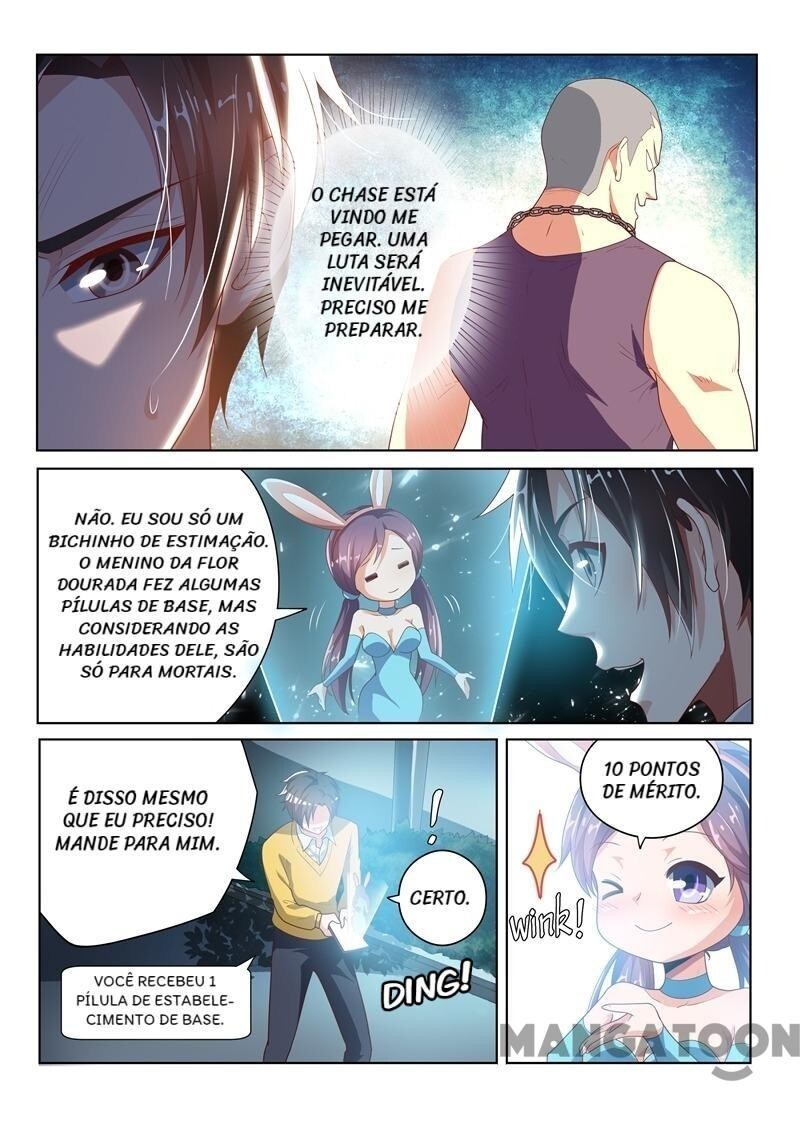 O CHASE ESTÁ
VINDO ME
PEGAR. UMA
LUTA SERÁ
INEVITÁVEL.
PRECISO ME
PREPARAR.
NÃO. EU SOU SÓ UM
BICHINHO DE ESTIMAÇÃO.
O MENINO DA FLOR
DOURADA FEZ ALGUMAS
PÍLULAS DE BASE, MAS
CONSIDERANDO AS
HABILIDADES DELE, SÃO
SÓ PARA MORTAIS.
É DISSO MESMO
QUE EU PRECISO!
MANDE PARA MIM.
!
CERTO.
VOCÊ RECEBEU 1
PÍLULA DE ESTABELE-
CIMENTO DE BASE.
DING!
10 PONTOS
DE MÉRITO.
wink!
MANGATOON